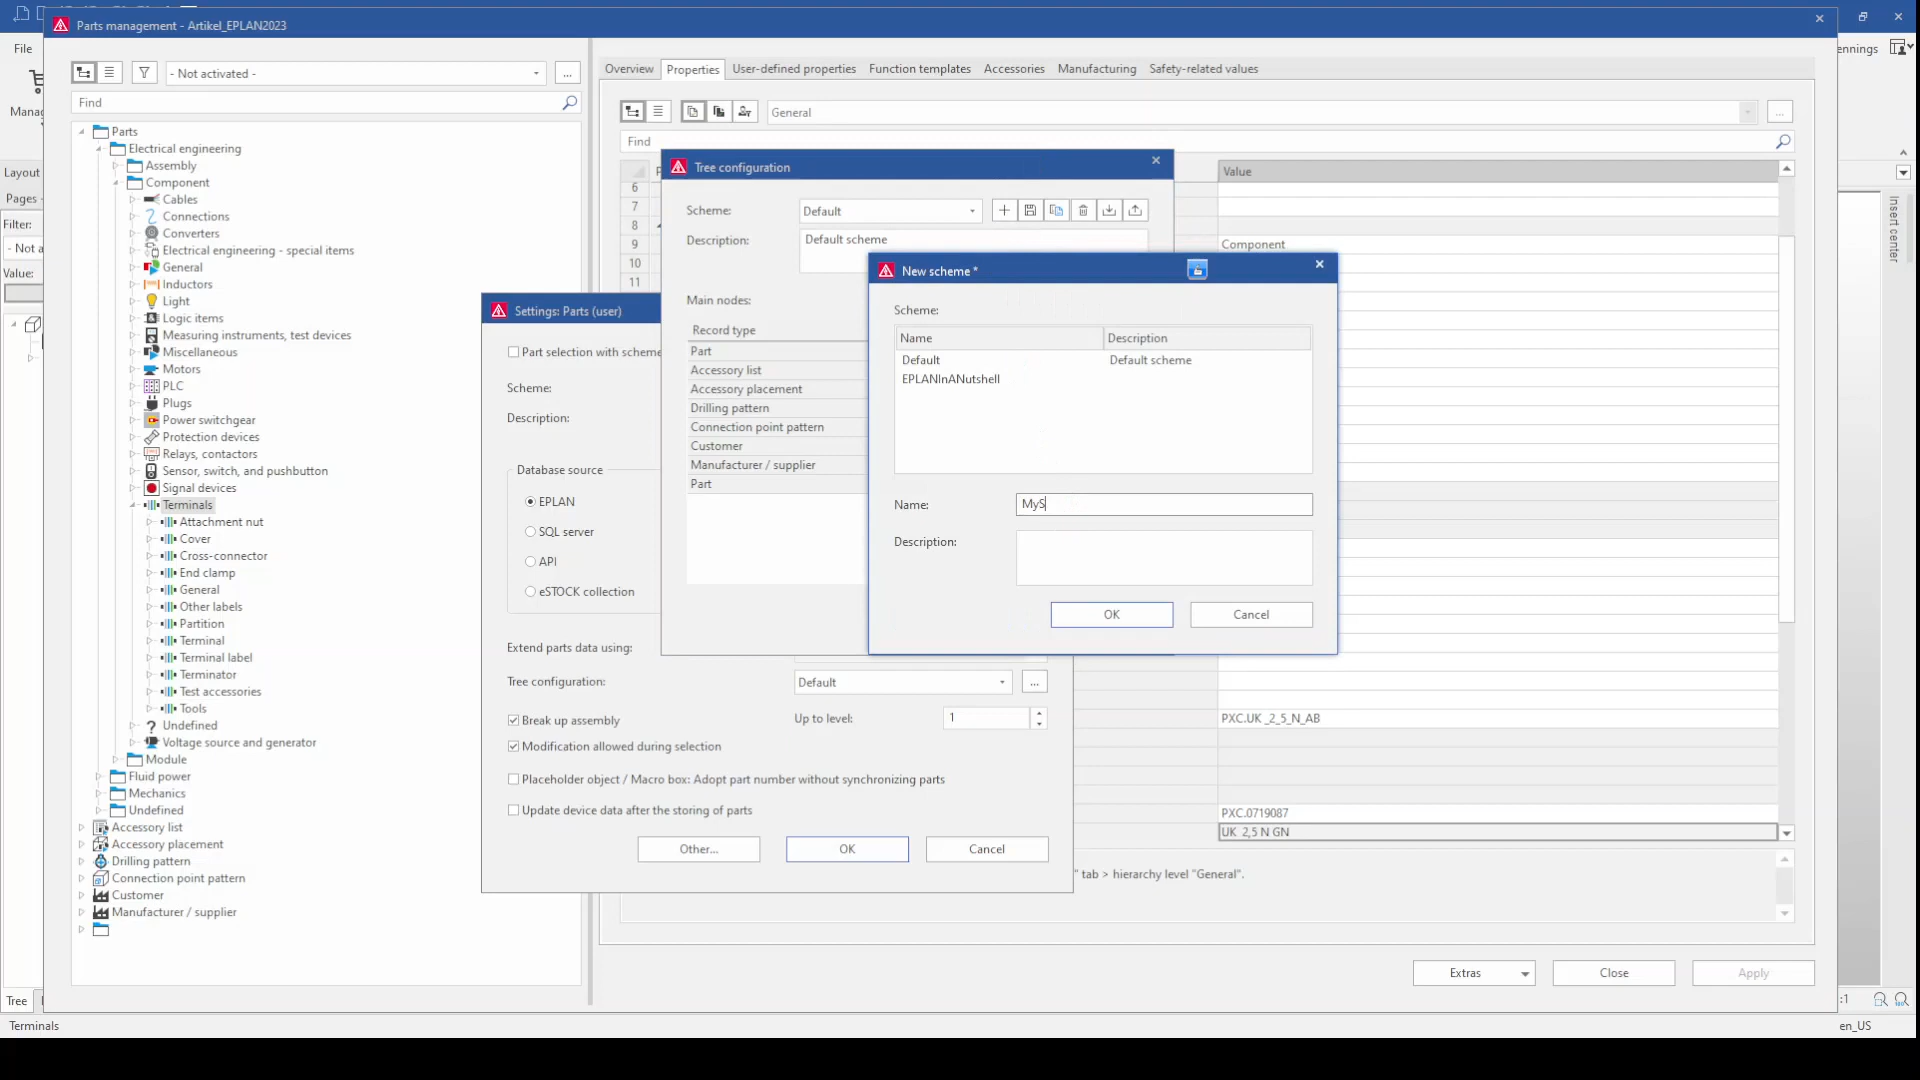 Parts management - Artikel_EPLAN2023
File
ennings
Manag
Layout
Pages -
Filter:
- Not a
Value:
- Not activated -
...
Find
Parts
Electrical engineering
Assembly
Component
Cables
Connections
Converters
Electrical engineering - special items
General
Inductors
Light
Logic items
Measuring instruments, test devices
Miscellaneous
Motors
PLC
Plugs
Power switchgear
Protection devices
Relays, contactors
Sensor, switch, and pushbutton
Signal devices
Terminals
Attachment nut
Cover
Cross-connector
End clamp
General
Other labels
Partition
Terminal
Terminal label
Terminator
Test accessories
Tools
Undefined
Voltage source and generator
Module
Fluid power
Mechanics
Undefined
Accessory list
Accessory placement
Drilling pattern
Connection point pattern
Customer
Manufacturer / supplier
Overview Properties User-defined properties Function templates Accessories Manufacturing Safety-related values
General
...
Find
Value
6
7
8
9
10
11
Component
PXC.UK _2_5_N_AB
PXC.0719087
UK 2,5 N GN
" tab > hierarchy level "General".
Extras
Close
Apply
Insert center
Settings: Parts (user)
Part selection with scheme
Scheme:
Description:
Database source
EPLAN
SQL server
API
eSTOCK collection
Extend parts data using:
Tree configuration:
Default
...
Break up assembly
Up to level:
1
Modification allowed during selection
Placeholder object / Macro box: Adopt part number without synchronizing parts
Update device data after the storing of parts
Other...
OK
Cancel
Tree configuration
Scheme:
Default
Description:
Default scheme
Main nodes:
Record type
Part
Accessory list
Accessory placement
Drilling pattern
Connection point pattern
Customer
Manufacturer / supplier
Part
New scheme *
Scheme:
Name Description
Default Default scheme
EPLANInANutshell
Name:
MyS
Description:
OK
Cancel
Tree
:1
Terminals
en_US